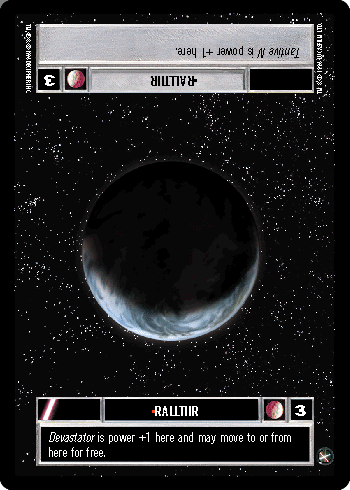 Tantive IV is power +1 here.
•RALLTIIR
3
•RALLTIIR
3
Devastator is power +1 here and may move to or from
here for free.